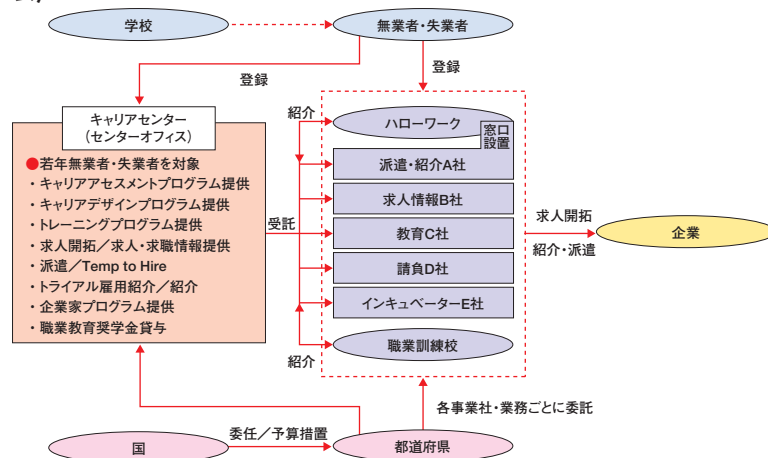 学校
無業者・失業者
登録
登録
キャリアセンター
(センターオフィス)
●若年無業者・失業者を対象
・キャリアアセスメントプログラム提供
・キャリアデザインプログラム提供
・トレーニングプログラム提供
・求人開拓/求人・求職情報提供
・派遣/Temp to Hire
・トライアル雇用紹介/紹介
・企業家プログラム提供
・職業教育奨学金貸与
受託
紹介
ハローワーク
窓口
設置
派遣・紹介A社
求人情報B社
教育C社
請負D社
インキュベーターE社
職業訓練校
紹介
求人開拓
紹介・派遣
企業
各事業社・業務ごとに委託
国
委任/予算措置
都道府県